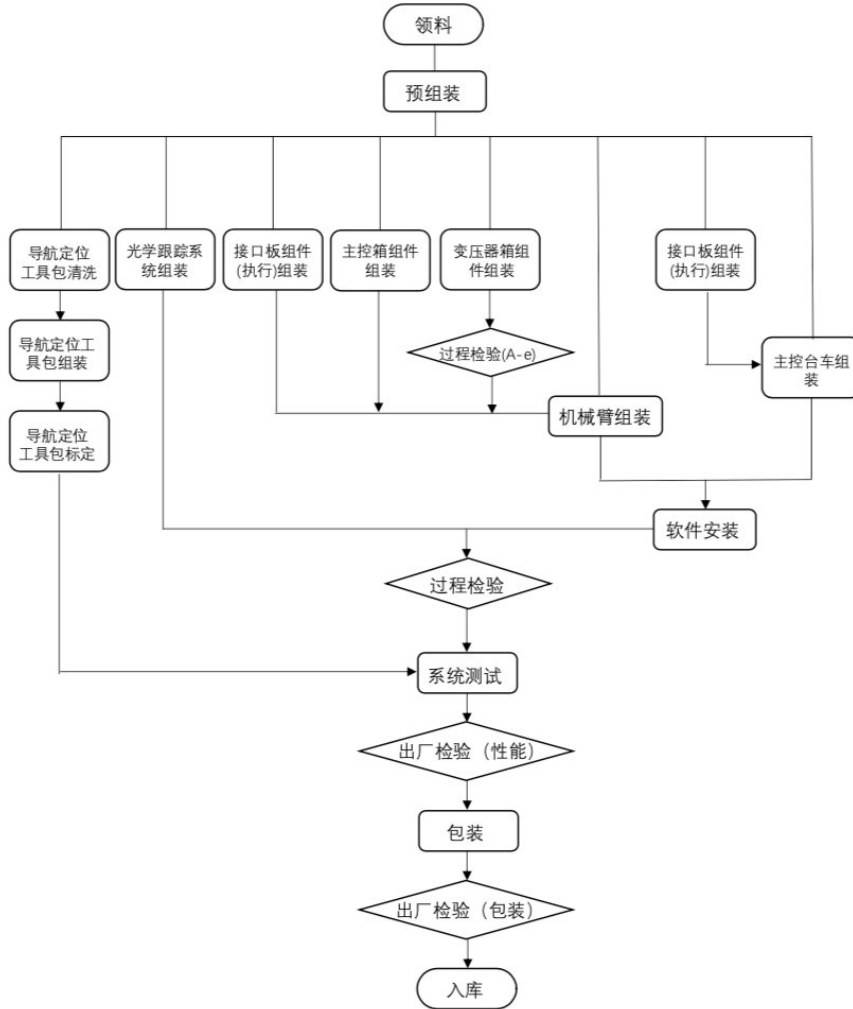 领料
预组装
导航定位
工具包清洗
光学跟踪系
统组装
接口板组件
(执行)组装
主控箱组件
组装
变压器箱组
件组装
接口板组件
(执行)组装
导航定位工
具包组装
过程检验(A-e)
主控台车组
装
导航定位
工具包标定
机械臂组装
软件安装
过程检验
系统测试
出厂检验（性能）
包装
出厂检验（包装）
入库